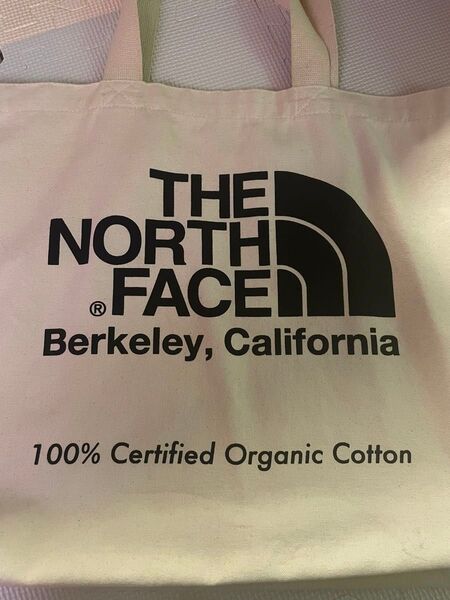 THE
NORTH
® FACE
Berkeley, California
100% Certified Organic Cotton